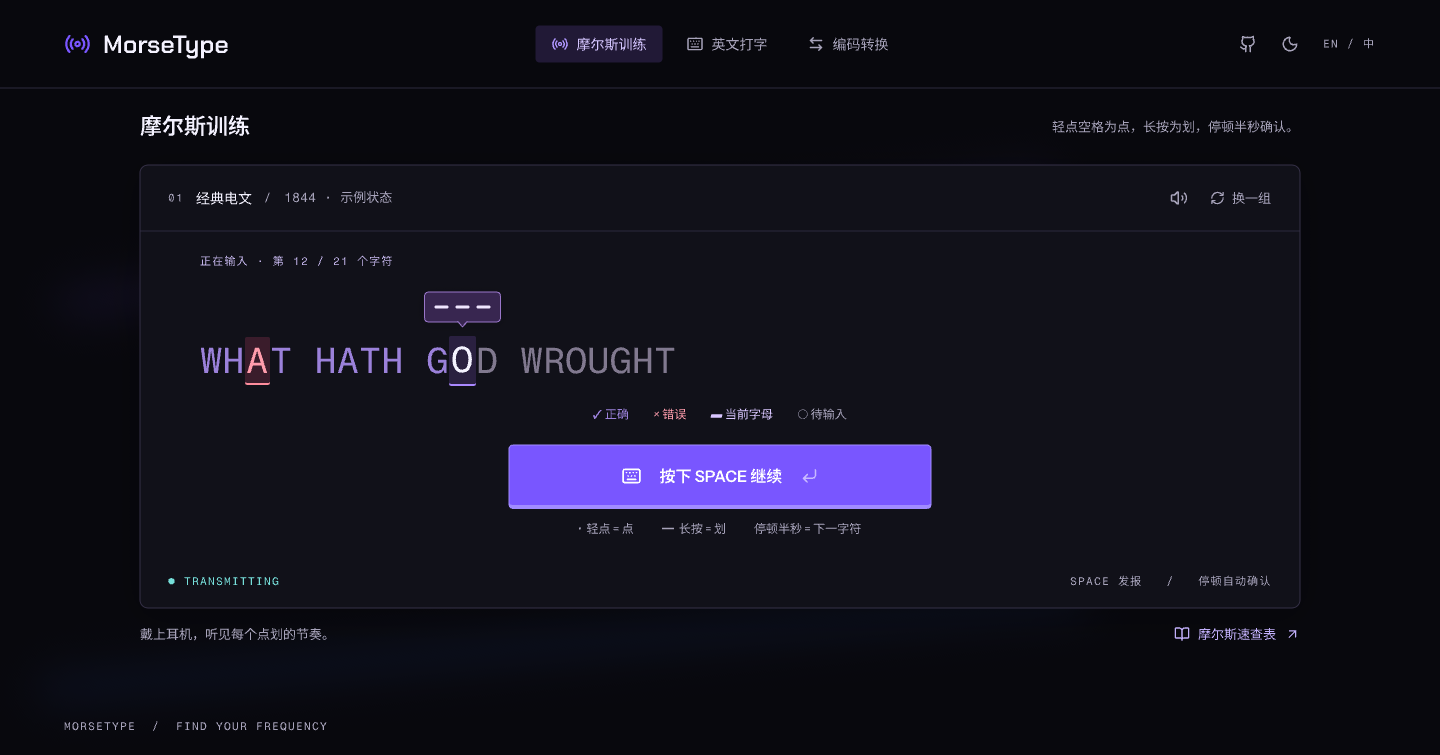 MorseType
摩尔斯训练
英文打字
编码转换
EN / 中
摩尔斯训练
轻点空格为点，长按为划，停顿半秒确认。
01 经典电文 / 1844 · 示例状态
换一组
正在输入 · 第 12 / 21 个字符
WHAT HATH GOD WROUGHT
✓正确 ×错误 ▬当前字母 ○待输入
按下 SPACE 继续
· 轻点 = 点 — 长按 = 划 停顿半秒 = 下一字符
TRANSMITTING
SPACE 发报 / 停顿自动确认
戴上耳机，听见每个点划的节奏。
摩尔斯速查表
MORSETYPE / FIND YOUR FREQUENCY